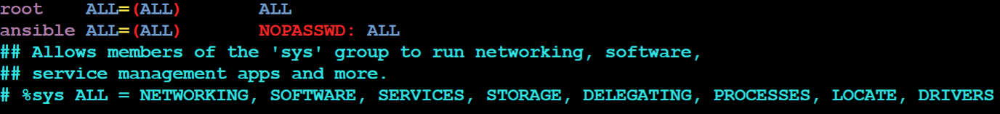 root    ALL=(ALL)       ALL
ansible ALL=(ALL)       NOPASSWD: ALL
## Allows members of the 'sys' group to run networking, software,
## service management apps and more.
# %sys ALL = NETWORKING, SOFTWARE, SERVICES, STORAGE, DELEGATING, PROCESSES, LOCATE, DRIVERS